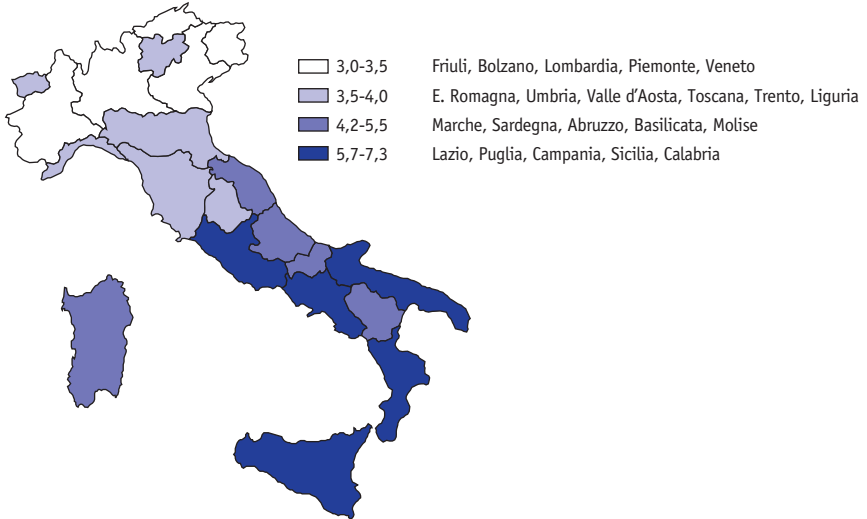 3,0-3,5 Friuli, Bolzano, Lombardia, Piemonte, Veneto
3,5-4,0 E. Romagna, Umbria, Valle d'Aosta, Toscana, Trento, Liguria
4,2-5,5 Marche, Sardegna, Abruzzo, Basilicata, Molise
5,7-7,3 Lazio, Puglia, Campania, Sicilia, Calabria